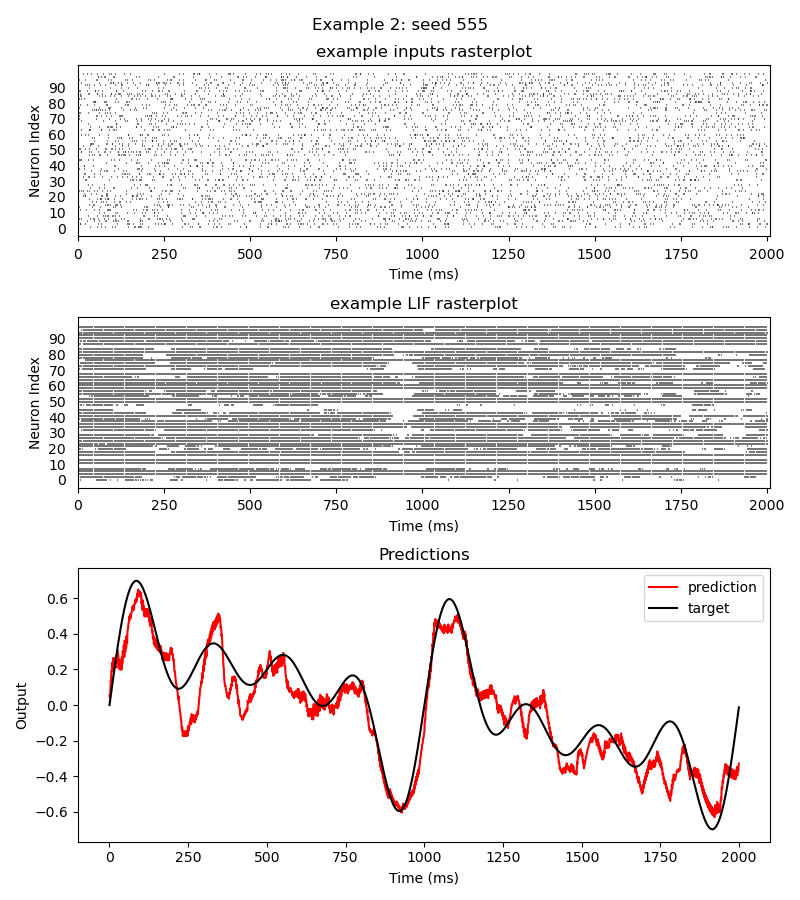 Example 2: seed 555
example inputs rasterplot
Neuron Index
90
80
70
60
50
40
30
20
10
0
0 250 500 750 1000 1250 1500 1750 2000
Time (ms)
example LIF rasterplot
Neuron Index
90
80
70
60
50
40
30
20
10
0
0 250 500 750 1000 1250 1500 1750 2000
Time (ms)
Predictions
prediction
target
Output
0.6
0.4
0.2
0.0
−0.2
−0.4
−0.6
0 250 500 750 1000 1250 1500 1750 2000
Time (ms)